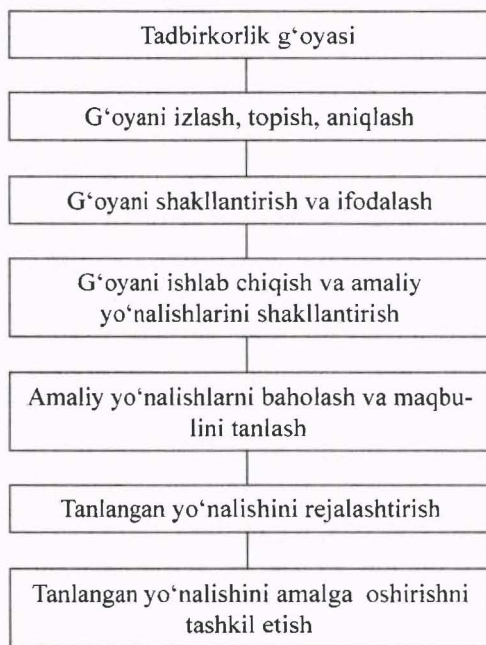 Tadbirkorlik g‘oyasi
G‘oyani izlash, topish, aniqlash
G‘oyani shakllantirish va ifodalash
G‘oyani ishlab chiqish va amaliy
yo‘nalishlarini shakllantirish
Amaliy yo‘nalishlarni baholash va maqbu-
lini tanlash
Tanlangan yo‘nalishini rejalashtirish
Tanlangan yo‘nalishini amalga oshirishni
tashkil etish